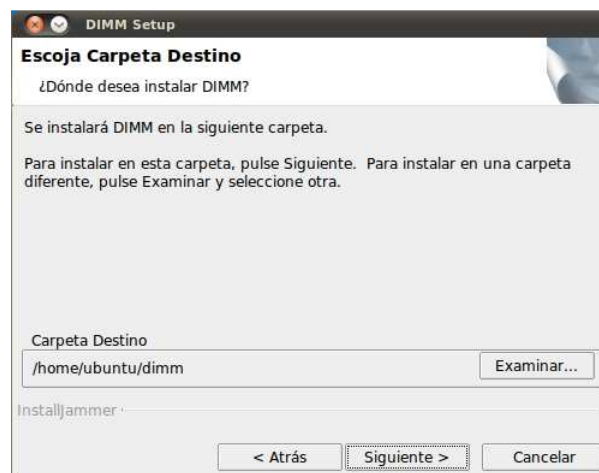 DIMM Setup
Escoja Carpeta Destino
¿Dónde desea instalar DIMM?
Se instalará DIMM en la siguiente carpeta.
Para instalar en esta carpeta, pulse Siguiente. Para instalar en una carpeta
diferente, pulse Examinar y seleccione otra.
Carpeta Destino
/home/ubuntu/dimm
Examinar...
InstallJammer
< Atrás
Siguiente >
Cancelar